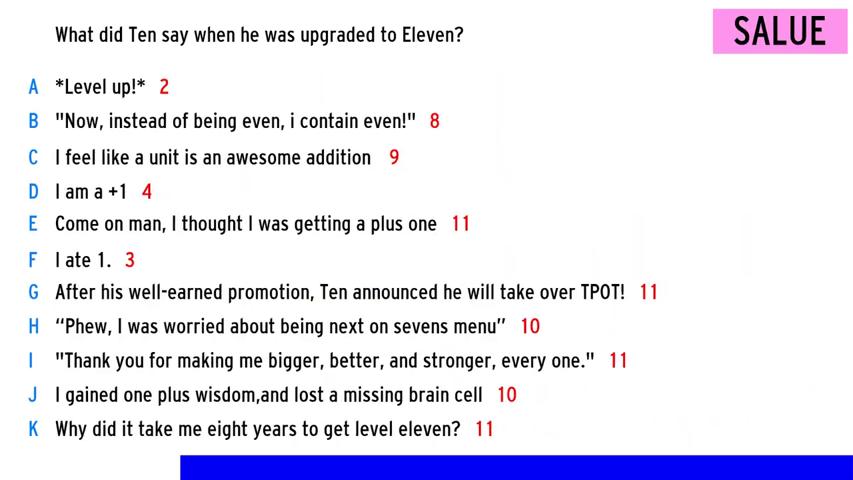 What did Ten say when he was upgraded to Eleven?
SALUE
A *Level up!* 2
B "Now, instead of being even, i contain even!" 8
C I feel like a unit is an awesome addition 9
D I am a +1 4
E Come on man, I thought I was getting a plus one 11
F I ate 1. 3
G After his well-earned promotion, Ten announced he will take over TPOT! 11
H “Phew, I was worried about being next on sevens menu” 10
I "Thank you for making me bigger, better, and stronger, every one." 11
J I gained one plus wisdom,and lost a missing brain cell 10
K Why did it take me eight years to get level eleven? 11